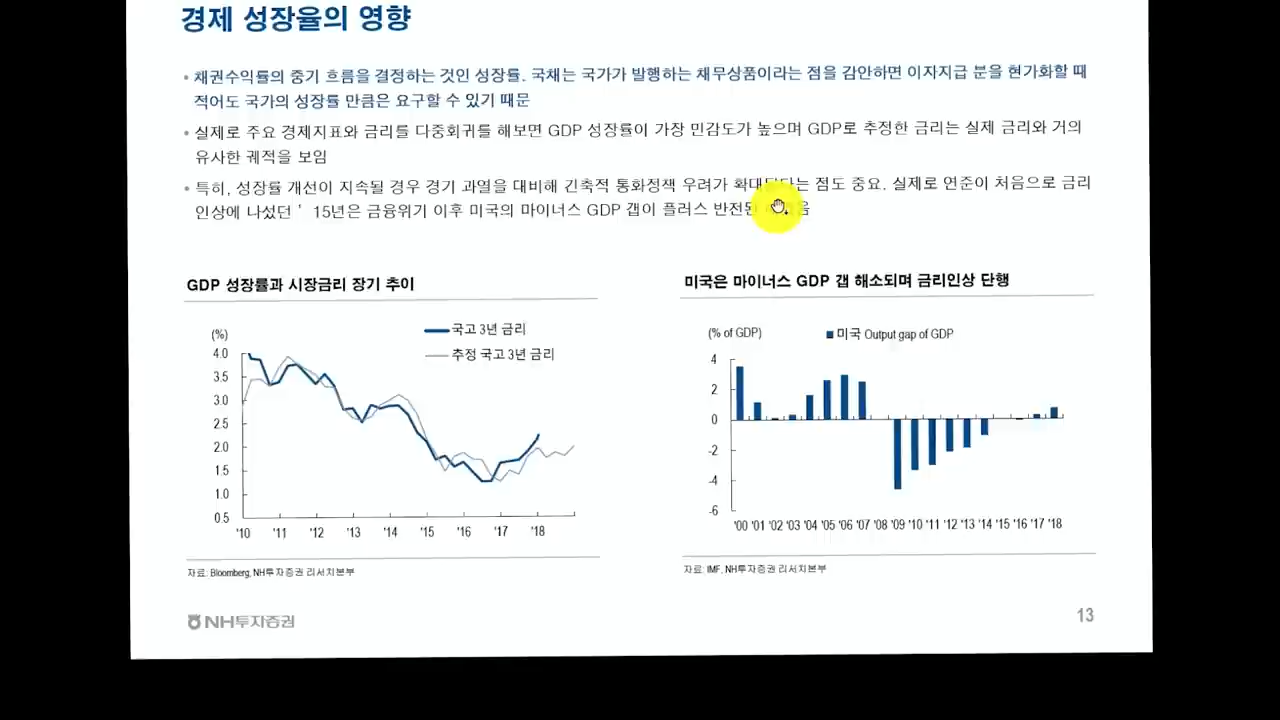 경제 성장율의 영향
• 채권수익률의 중기 흐름을 결정하는 것인 성장률. 국채는 국가가 발행하는 채무상품이라는 점을 감안하면 이자지급 분을 현가화할 때
적어도 국가의 성장률 만큼은 요구할 수 있기 때문
• 실제로 주요 경제지표와 금리를 다중회귀를 해보면 GDP 성장률이 가장 민감도가 높으며 GDP로 추정한 금리는 실제 금리와 거의
유사한 궤적을 보임
• 특히, 성장률 개선이 지속될 경우 경기 과열을 대비해 긴축적 통화정책 우려가 점도 중요. 실제로 연준이 처음으로 금리
인상에 나섰던 ’ 15년은 금융위기 이후 미국의 마이너스 GDP 갭이 플러스
GDP 성장률과 시장금리 장기 추이
(%)
국고 3년 금리
추정 국고 3년 금리
4.0
3.5
3.0
2.5
2.0
1.5
1.0
0.5
'10 '11 '12 '13 '14 '15 '16 '17 '18
자료: Bloomberg, NH투자증권 리서치본부
미국은 마이너스 GDP 갭 해소되며 금리인상 단행
(% of GDP)
미국 Output gap of GDP
4
2
0
-2
-4
-6
'00 '01 '02 '03 '04 '05 '06 '07 '08 '09 '10 '11 '12 '13 '14 '15 '16 '17 '18
자료: IMF, NH투자증권 리서치본부
NH투자증권
13